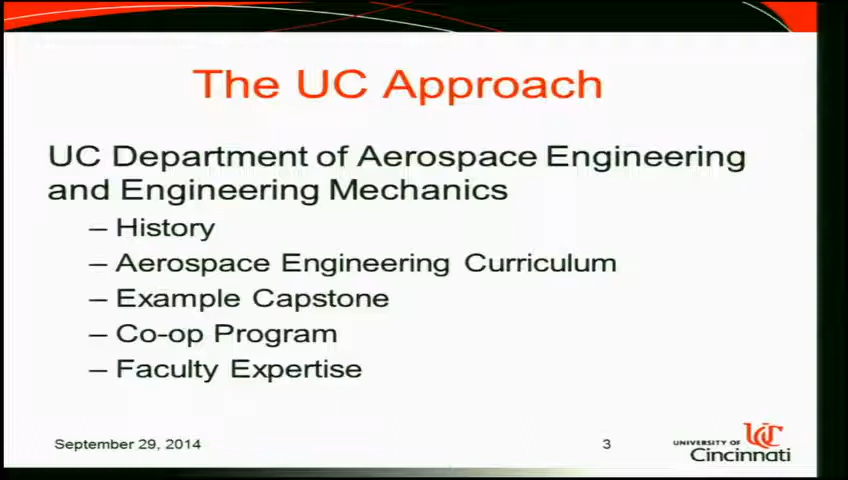 The UC Approach
UC Department of Aerospace Engineering
and Engineering Mechanics
– History
– Aerospace Engineering Curriculum
– Example Capstone
– Co-op Program
– Faculty Expertise
September 29, 2014
3
UNIVERSITY OF UC
Cincinnati